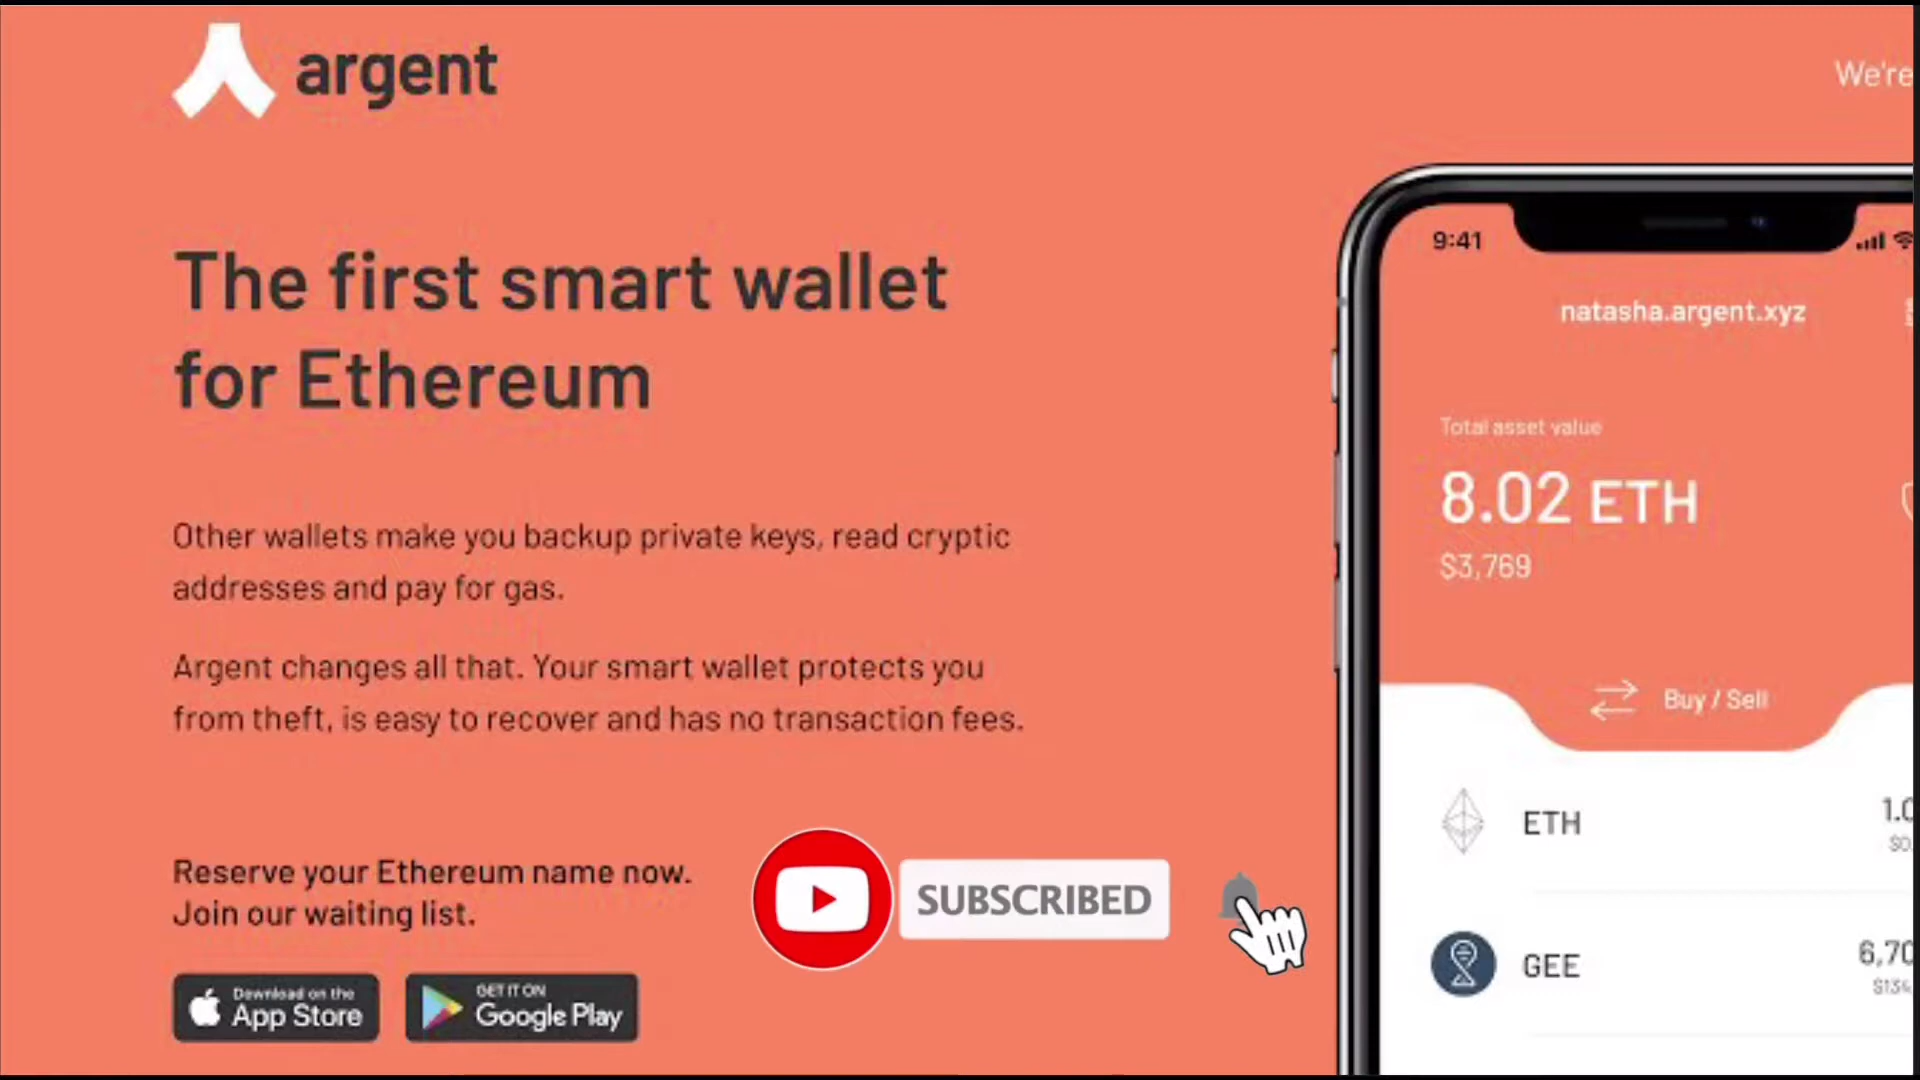 argent
We're
The first smart wallet
for Ethereum
Other wallets make you backup private keys, read cryptic
addresses and pay for gas.
Argent changes all that. Your smart wallet protects you
from theft, is easy to recover and has no transaction fees.
Reserve your Ethereum name now.
Join our waiting list.
Download on the
App Store
GET IT ON
Google Play
SUBSCRIBED
9:41
natasha.argent.xyz
Total asset value
8.02 ETH
$3,769
Buy / Sell
ETH
GEE